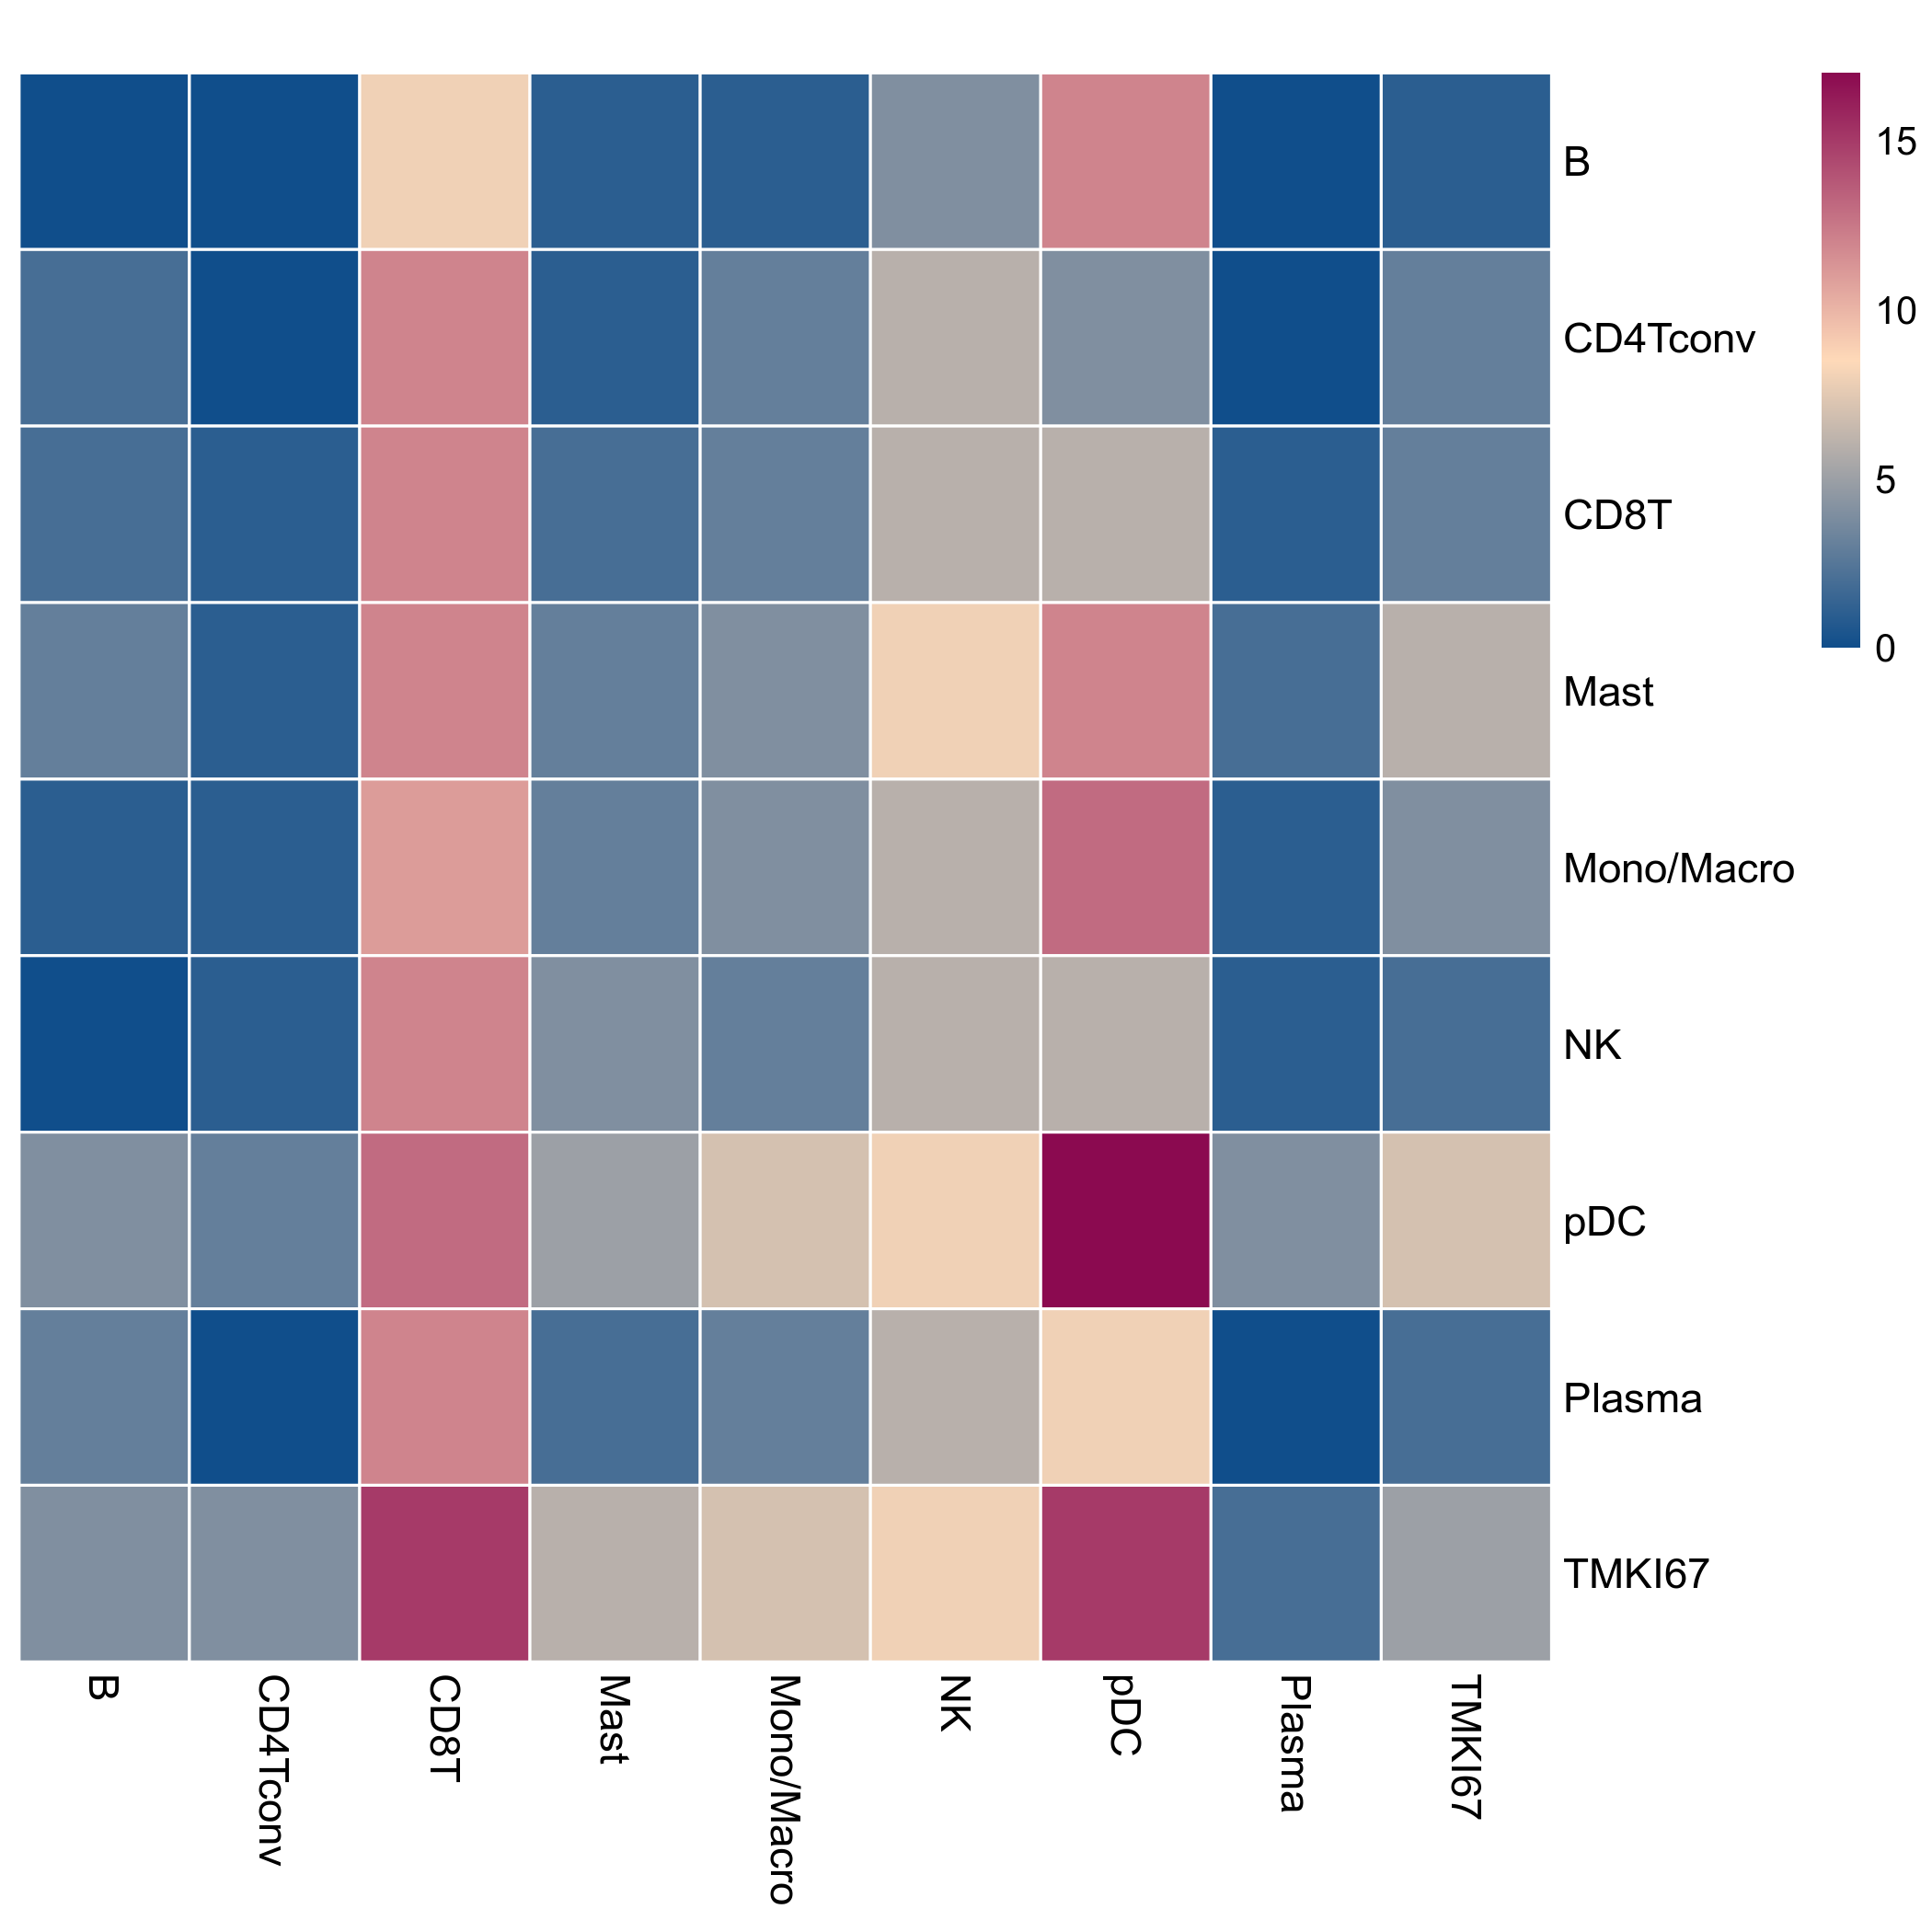 B
CD4Tconv
CD8T
Mast
Mono/Macro
NK
pDC
Plasma
TMKI67
15
10
5
0
B
CD4Tconv
CD8T
Mast
Mono/Macro
NK
pDC
Plasma
TMKI67